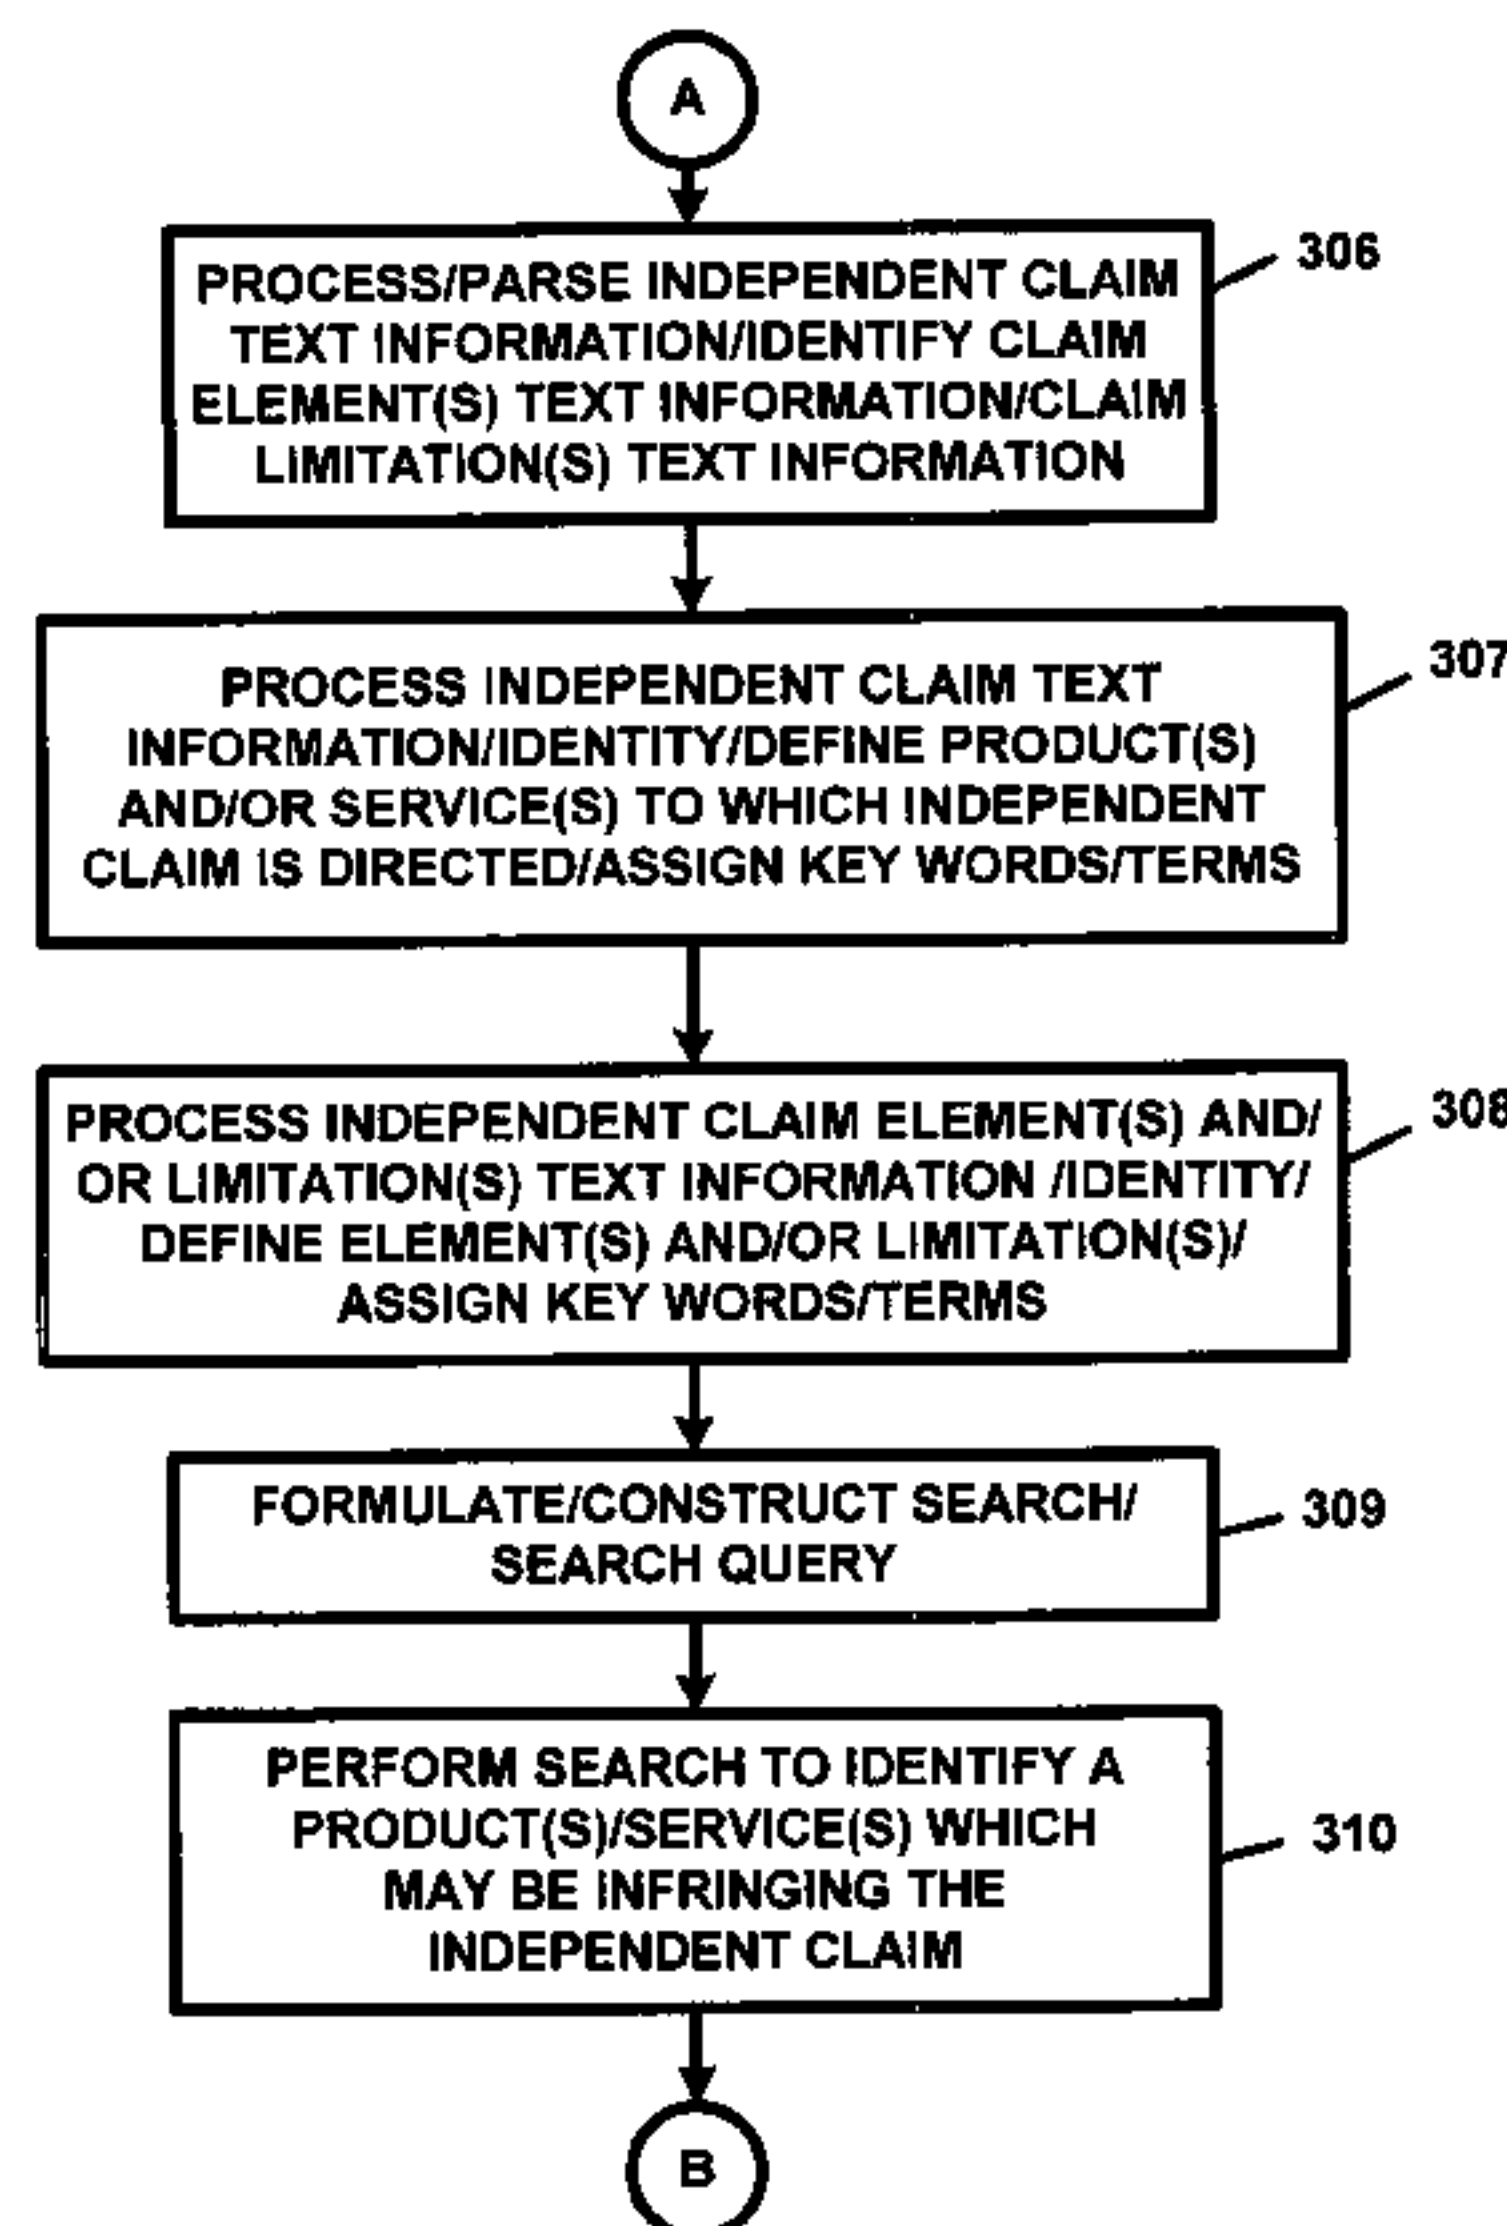 A
PROCESS/PARSE INDEPENDENT CLAIM
TEXT INFORMATION/IDENTIFY CLAIM
ELEMENT(S) TEXT INFORMATION/CLAIM
LIMITATION(S) TEXT INFORMATION
306
PROCESS INDEPENDENT CLAIM TEXT
INFORMATION/IDENTITY/DEFINE PRODUCT(S)
AND/OR SERVICE(S) TO WHICH INDEPENDENT
CLAIM IS DIRECTED/ASSIGN KEY WORDS/TERMS
307
PROCESS INDEPENDENT CLAIM ELEMENT(S) AND/
OR LIMITATION(S) TEXT INFORMATION /IDENTITY/
DEFINE ELEMENT(S) AND/OR LIMITATION(S)/
ASSIGN KEY WORDS/TERMS
308
FORMULATE/CONSTRUCT SEARCH/
SEARCH QUERY
309
PERFORM SEARCH TO IDENTIFY A
PRODUCT(S)/SERVICE(S) WHICH
MAY BE INFRINGING THE
INDEPENDENT CLAIM
310
B